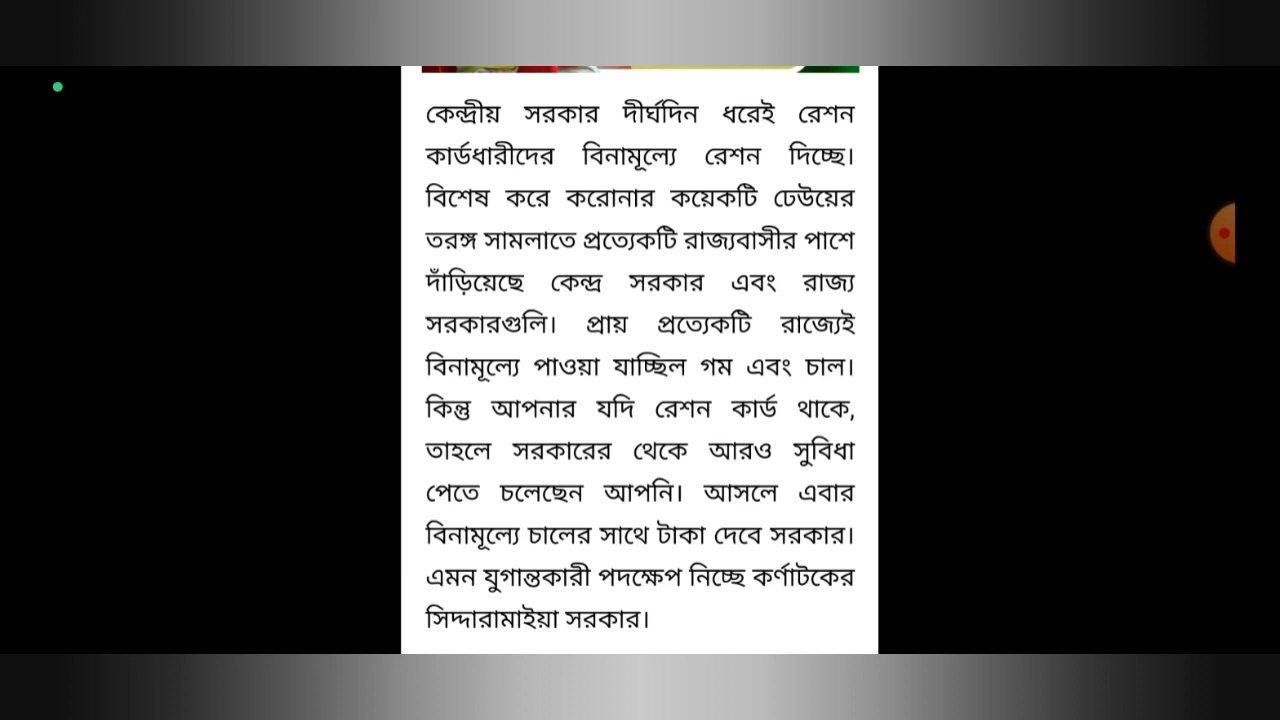 কেন্দ্রীয় সরকার দীর্ঘদিন ধরেই রেশন
কার্ডধারীদের বিনামূল্যে রেশন দিচ্ছে।
বিশেষ করে করোনার কয়েকটি ঢেউয়ের
তরঙ্গ সামলাতে প্রত্যেকটি রাজ্যবাসীর পাশে
দাঁড়িয়েছে কেন্দ্র সরকার এবং রাজ্য
সরকারগুলি। প্রায় প্রত্যেকটি রাজ্যেই
বিনামূল্যে পাওয়া যাচ্ছিল গম এবং চাল।
কিন্তু আপনার যদি রেশন কার্ড থাকে,
তাহলে সরকারের থেকে আরও সুবিধা
পেতে চলেছেন আপনি। আসলে এবার
বিনামূল্যে চালের সাথে টাকা দেবে সরকার।
এমন যুগান্তকারী পদক্ষেপ নিচ্ছে কর্ণাটকের
সিদ্দারামাইয়া সরকার।